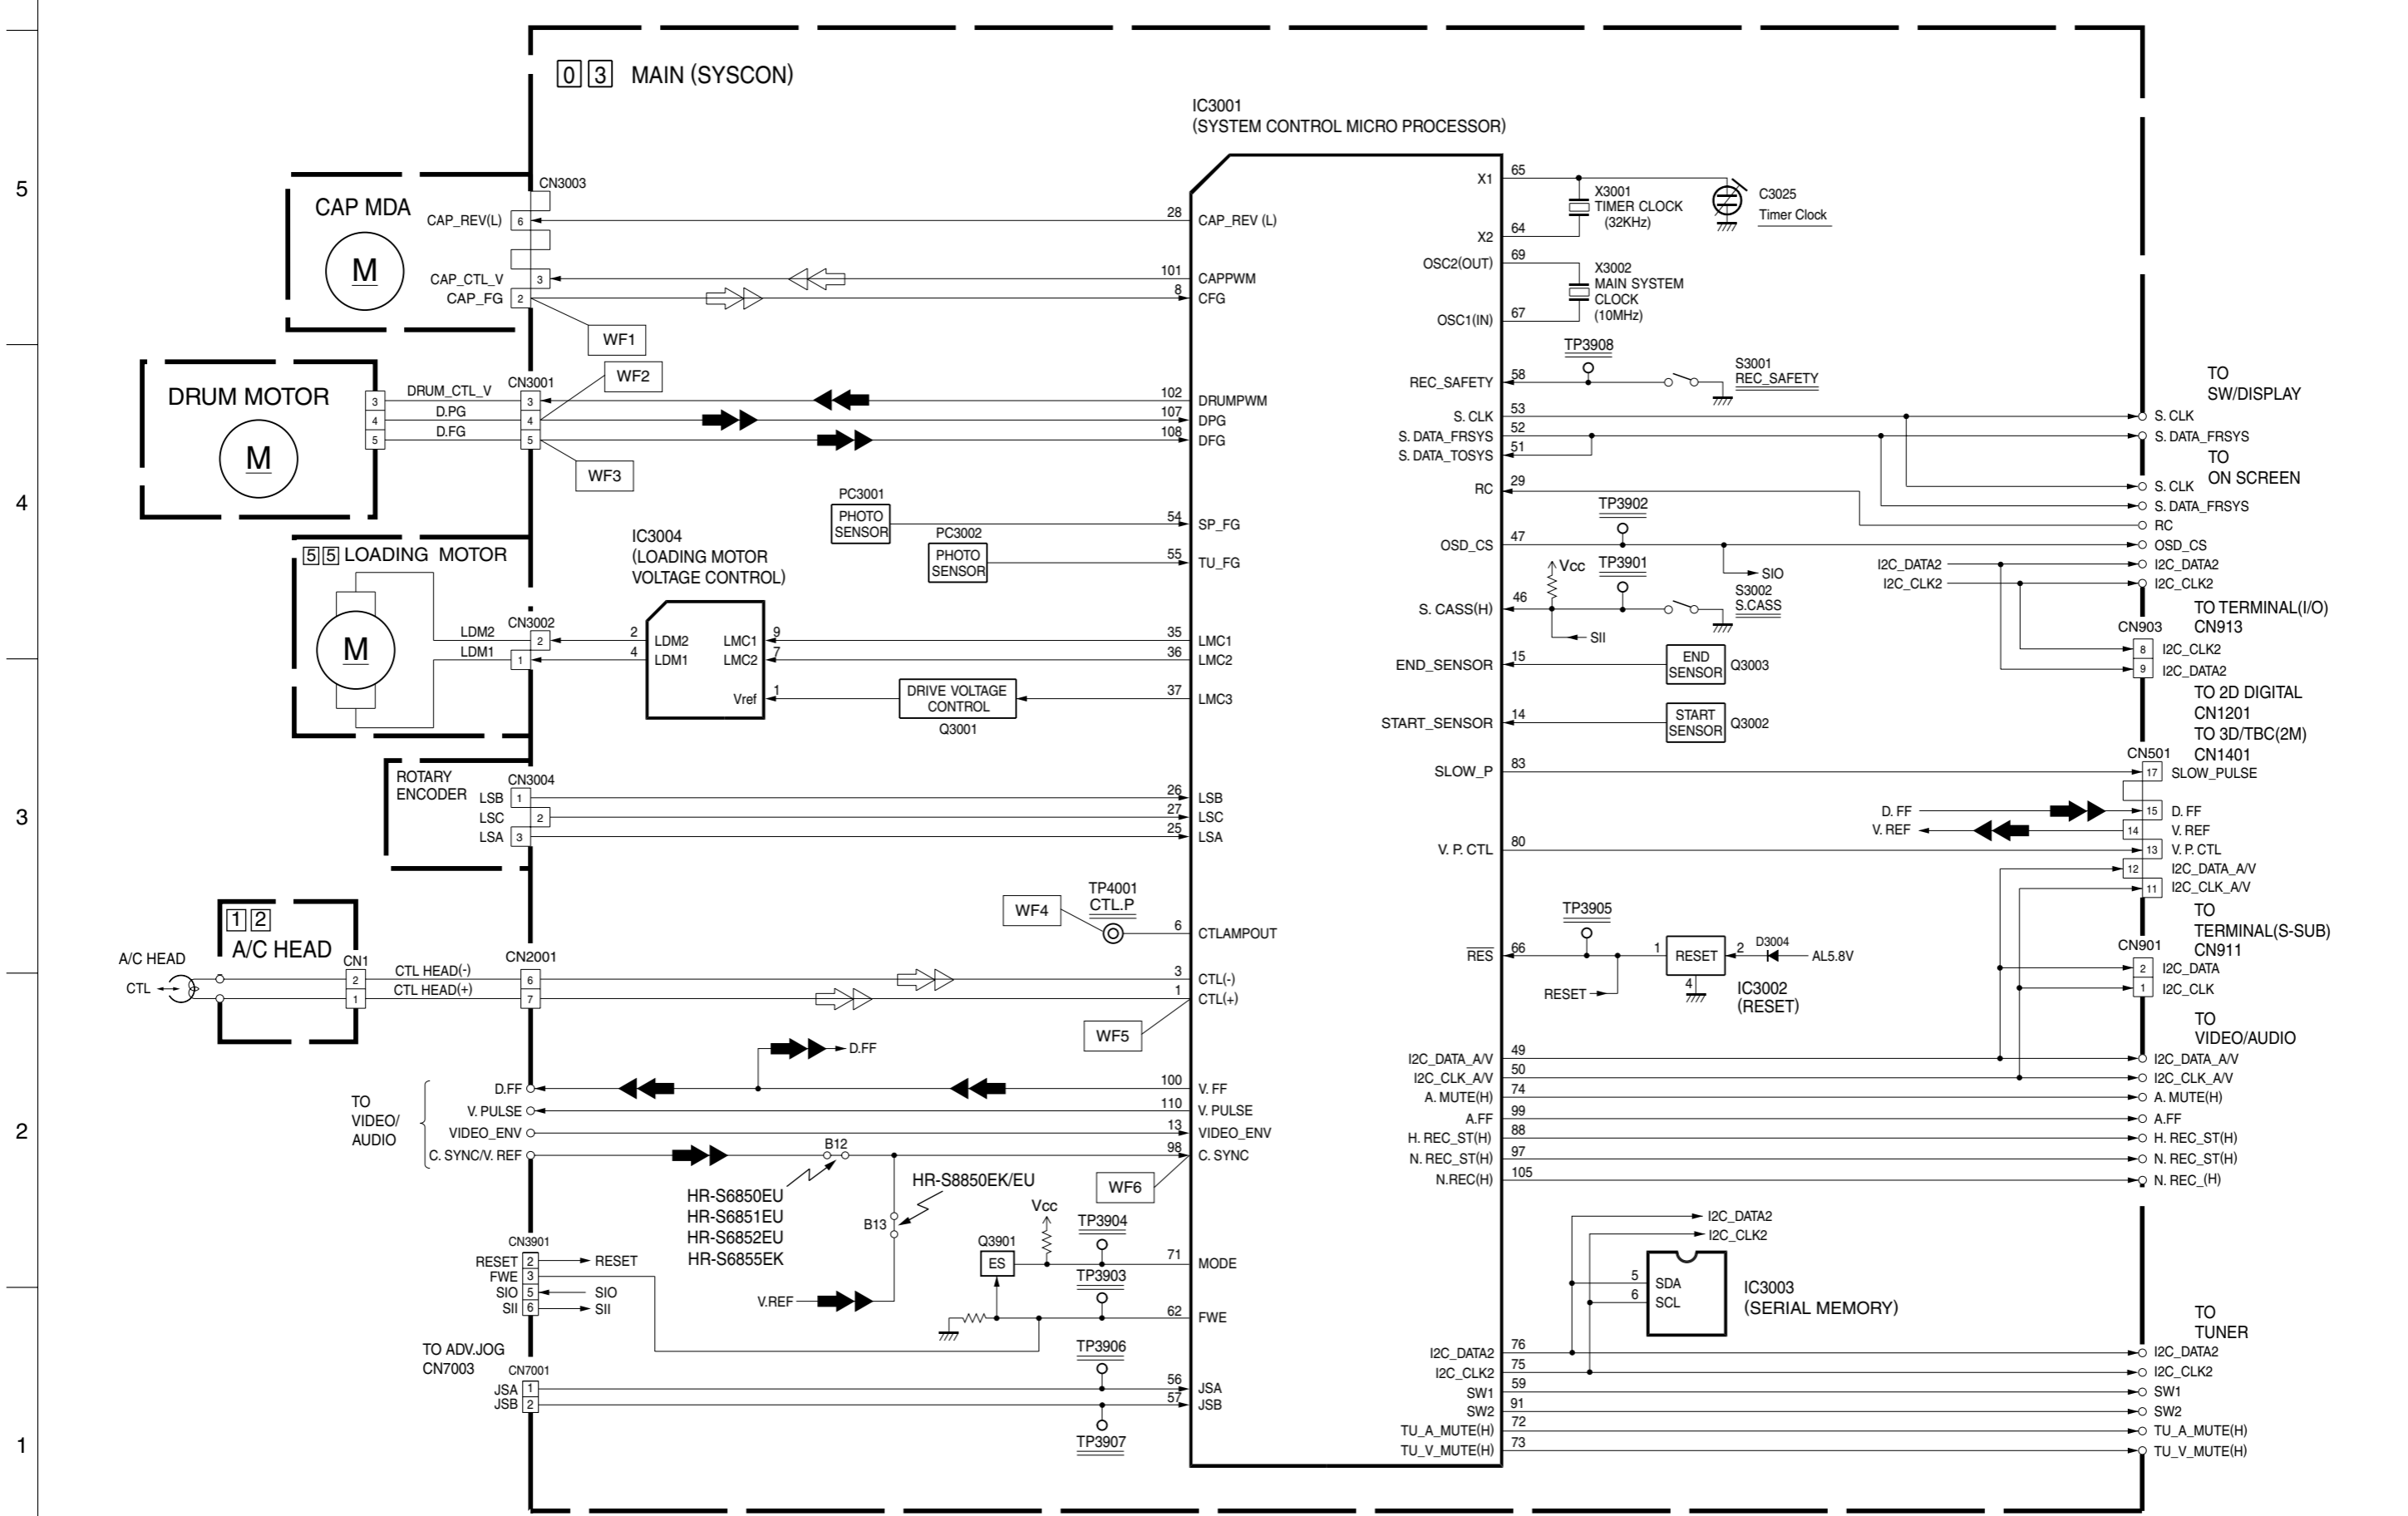 0 3 MAIN (SYSCON)
IC3001
(SYSTEM CONTROL MICRO PROCESSOR)
5
4
3
2
1
CAP MDA
M
CN3003
CAP_REV(L) 6
CAP_CTL_V 3
CAP_FG 2
28 CAP_REV (L)
101 CAPPWM
8 CFG
WF1
WF2
DRUM MOTOR
M
3 DRUM_CTL_V
4 D.PG
5 D.FG
CN3001
3
4
5
102 DRUMPWM
107 DPG
108 DFG
WF3
PC3001
PHOTO
SENSOR
54 SP_FG
PC3002
PHOTO
SENSOR
55 TU_FG
5 5 LOADING MOTOR
M
LDM2
LDM1
CN3002
2
1
IC3004
(LOADING MOTOR
VOLTAGE CONTROL)
2 LDM2 LMC1 9
4 LDM1 LMC2 7
Vref 1
35 LMC1
36 LMC2
DRIVE VOLTAGE
CONTROL
Q3001
37 LMC3
ROTARY
ENCODER
CN3004
LSB 1
LSC 2
LSA 3
26 LSB
27 LSC
25 LSA
WF4
TP4001
CTL.P
6 CTLAMPOUT
1 2
A/C HEAD
A/C HEAD
CTL
CN1
2 CTL HEAD(-)
1 CTL HEAD(+)
CN2001
6
7
3 CTL(-)
1 CTL(+)
WF5
D.FF
TO
VIDEO/
AUDIO
D.FF
V. PULSE
VIDEO_ENV
C. SYNC/V. REF
B12
100 V. FF
110 V. PULSE
13 VIDEO_ENV
98 C. SYNC
WF6
HR-S6850EU
HR-S6851EU
HR-S6852EU
HR-S6855EK
HR-S8850EK/EU
B13
V.REF
Vcc
Q3901
ES
TP3904
71 MODE
TP3903
62 FWE
CN3901
RESET 2 RESET
FWE 3
SIO 5 SIO
SII 6 SII
TO ADV.JOG
CN7003
CN7001
JSA 1
JSB 2
TP3906
56 JSA
57 JSB
TP3907
X1 65
X2 64
X3001
TIMER CLOCK
(32KHz)
C3025
Timer Clock
OSC2(OUT) 69
OSC1(IN) 67
X3002
MAIN SYSTEM
CLOCK
(10MHz)
TP3908
REC_SAFETY 58
S3001
REC_SAFETY
S. CLK 53
S. DATA_FRSYS 52
S. DATA_TOSYS 51
RC 29
TP3902
OSD_CS 47
SIO
Vcc
TP3901
S. CASS(H) 46
S3002
S.CASS
SII
END_SENSOR 15
END
SENSOR
Q3003
START_SENSOR 14
START
SENSOR
Q3002
SLOW_P 83
V. P. CTL 80
TP3905
RES 66
1 RESET 2
4
D3004
AL5.8V
RESET
IC3002
(RESET)
I2C_DATA_A/V 49
I2C_CLK_A/V 50
A. MUTE(H) 74
A.FF 99
H. REC_ST(H) 88
N. REC_ST(H) 97
N.REC(H) 105
I2C_DATA2
I2C_CLK2
5 SDA
6 SCL
IC3003
(SERIAL MEMORY)
I2C_DATA2 76
I2C_CLK2 75
SW1 59
SW2 91
TU_A_MUTE(H) 72
TU_V_MUTE(H) 73
TO
SW/DISPLAY
S. CLK
S. DATA_FRSYS
TO
ON SCREEN
S. CLK
S. DATA_FRSYS
RC
OSD_CS
I2C_DATA2 I2C_DATA2
I2C_CLK2 I2C_CLK2
TO TERMINAL(I/O)
CN913
CN903
8 I2C_CLK2
9 I2C_DATA2
TO 2D DIGITAL
CN1201
TO 3D/TBC(2M)
CN1401
CN501
17 SLOW_PULSE
D. FF 15 D. FF
V. REF 14 V. REF
13 V. P. CTL
12 I2C_DATA_A/V
11 I2C_CLK_A/V
TO
TERMINAL(S-SUB)
CN911
CN901
2 I2C_DATA
1 I2C_CLK
TO
VIDEO/AUDIO
I2C_DATA_A/V
I2C_CLK_A/V
A. MUTE(H)
A.FF
H. REC_ST(H)
N. REC_ST(H)
N. REC_(H)
TO
TUNER
I2C_DATA2
I2C_CLK2
SW1
SW2
TU_A_MUTE(H)
TU_V_MUTE(H)